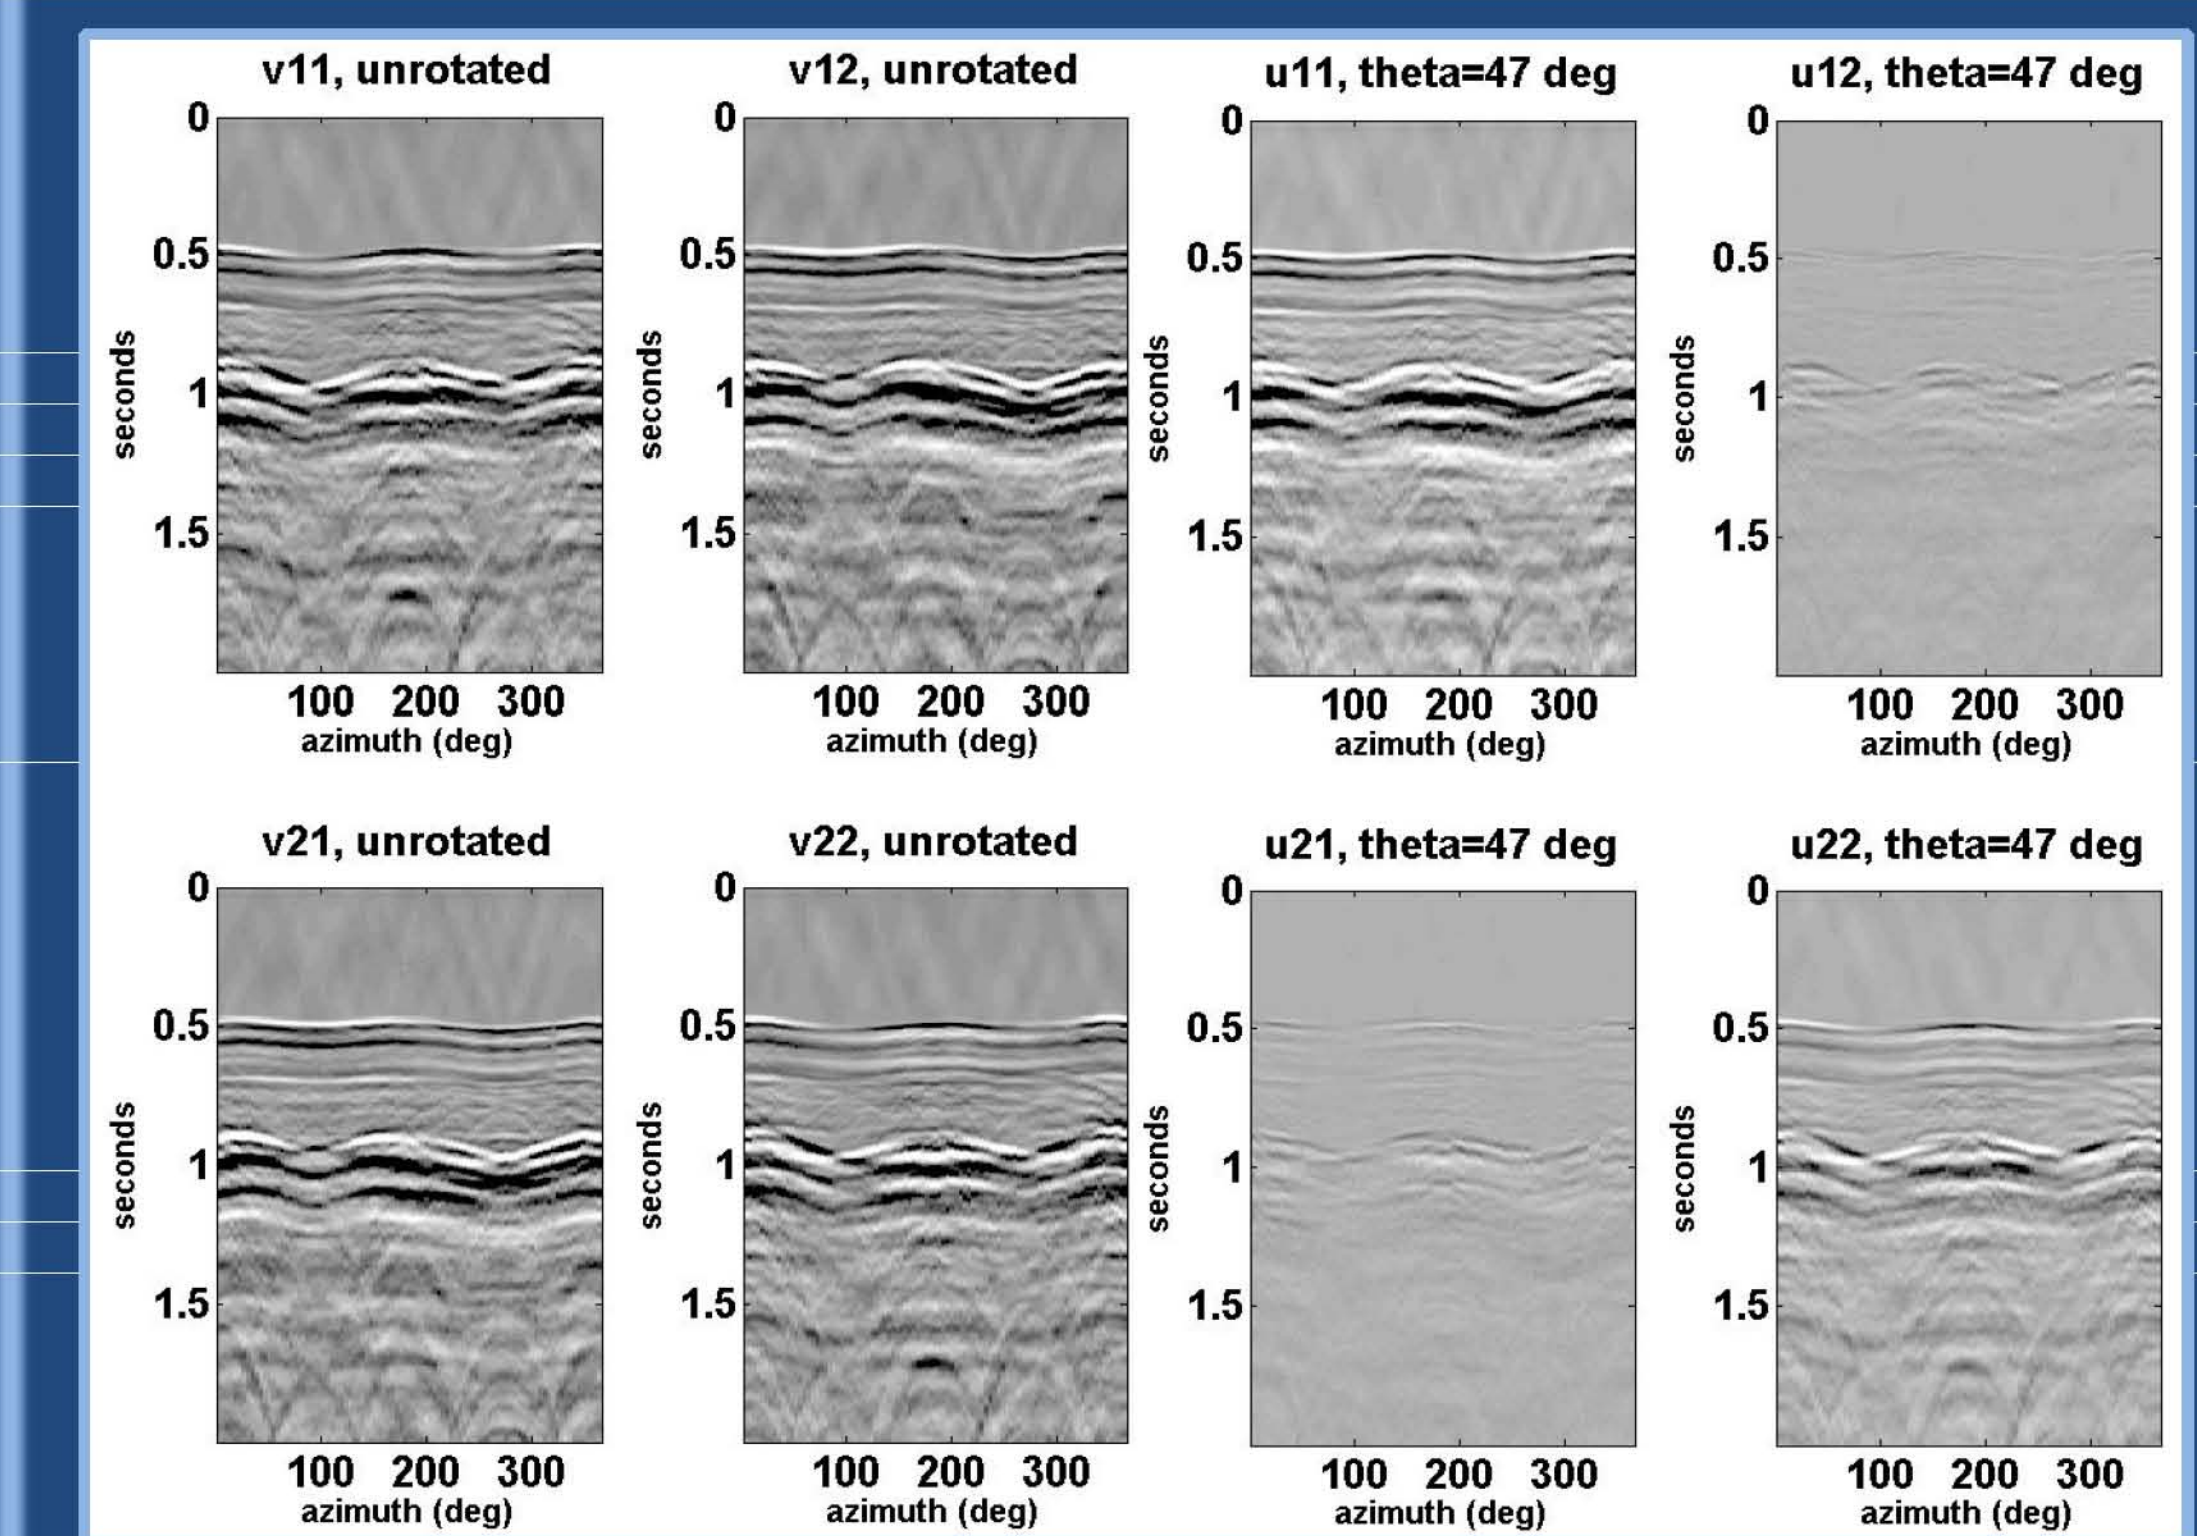 v11, unrotated
v12, unrotated
u11, theta=47 deg
u12, theta=47 deg
0
0.5
1
1.5
seconds
100 200 300
azimuth (deg)
0
0.5
1
1.5
seconds
100 200 300
azimuth (deg)
0
0.5
1
1.5
seconds
100 200 300
azimuth (deg)
0
0.5
1
1.5
seconds
100 200 300
azimuth (deg)
v21, unrotated
v22, unrotated
u21, theta=47 deg
u22, theta=47 deg
0
0.5
1
1.5
seconds
100 200 300
azimuth (deg)
0
0.5
1
1.5
seconds
100 200 300
azimuth (deg)
0
0.5
1
1.5
seconds
100 200 300
azimuth (deg)
0
0.5
1
1.5
seconds
100 200 300
azimuth (deg)